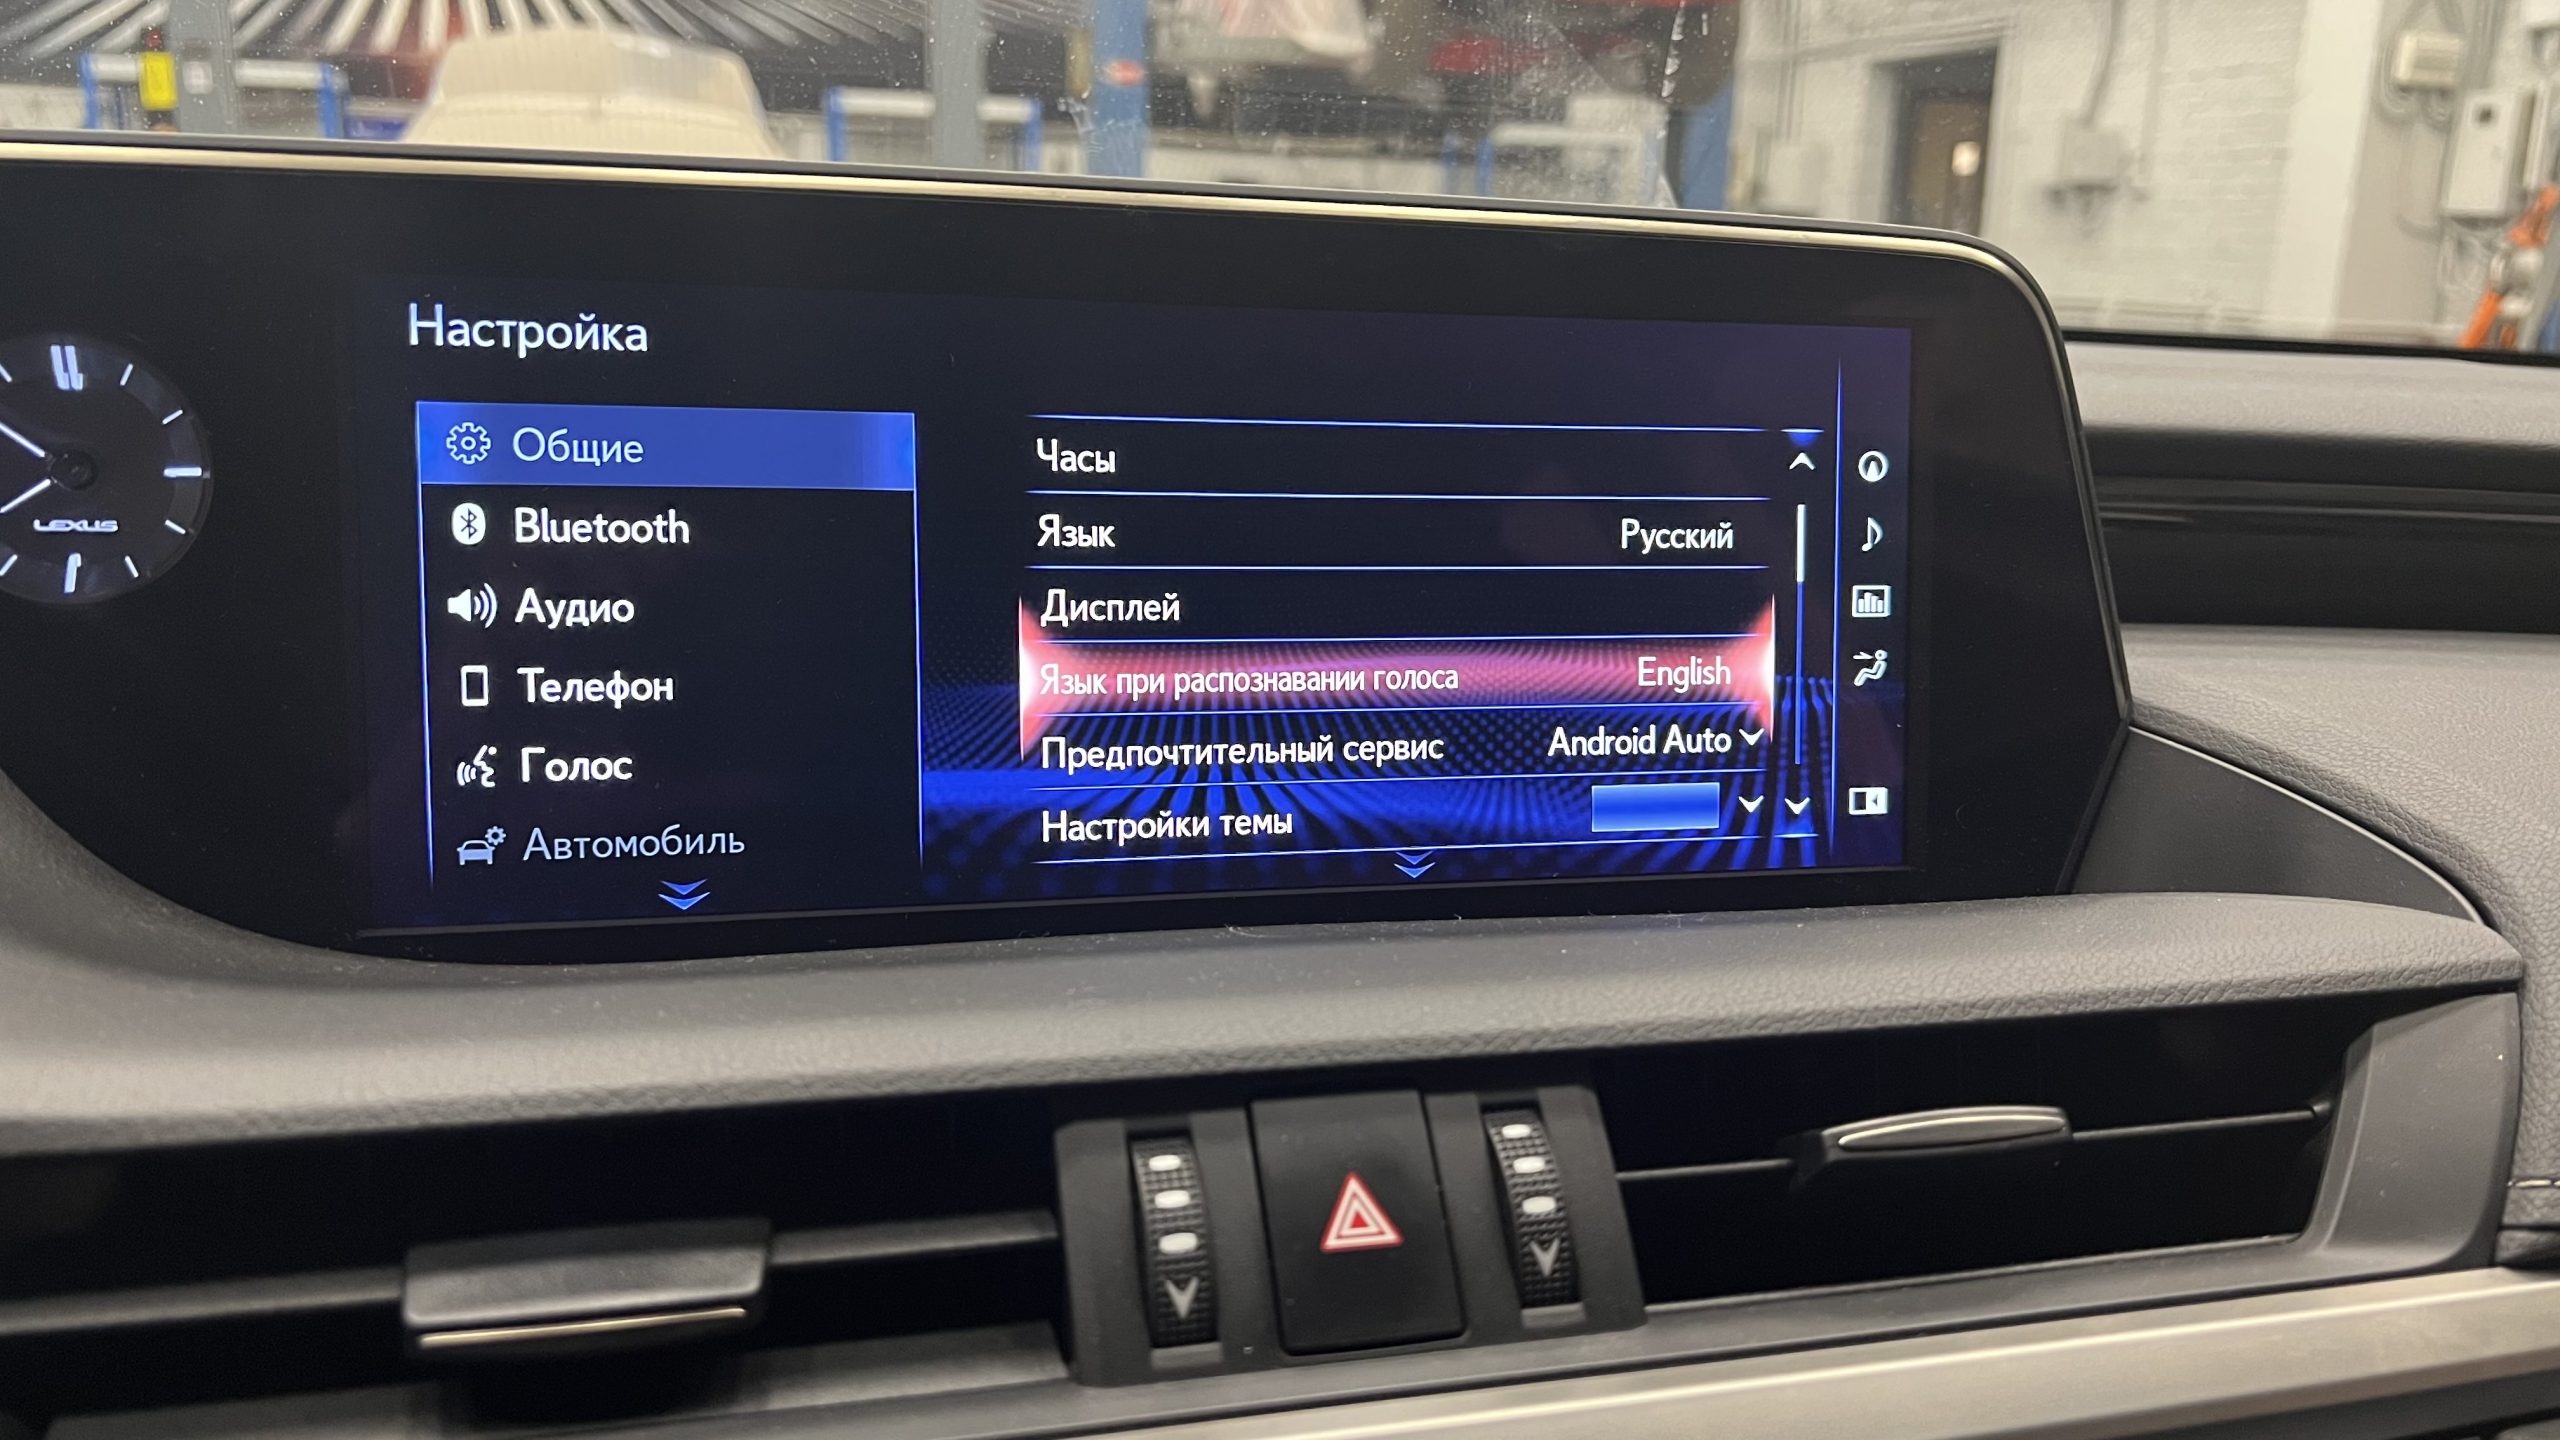 Настройка
LEXUS
Общие
Bluetooth
Аудио
Телефон
Голос
Автомобиль
Часы
Язык Русский
Дисплей
Язык при распознавании голоса English
Предпочтительный сервис Android Auto
Настройки темы